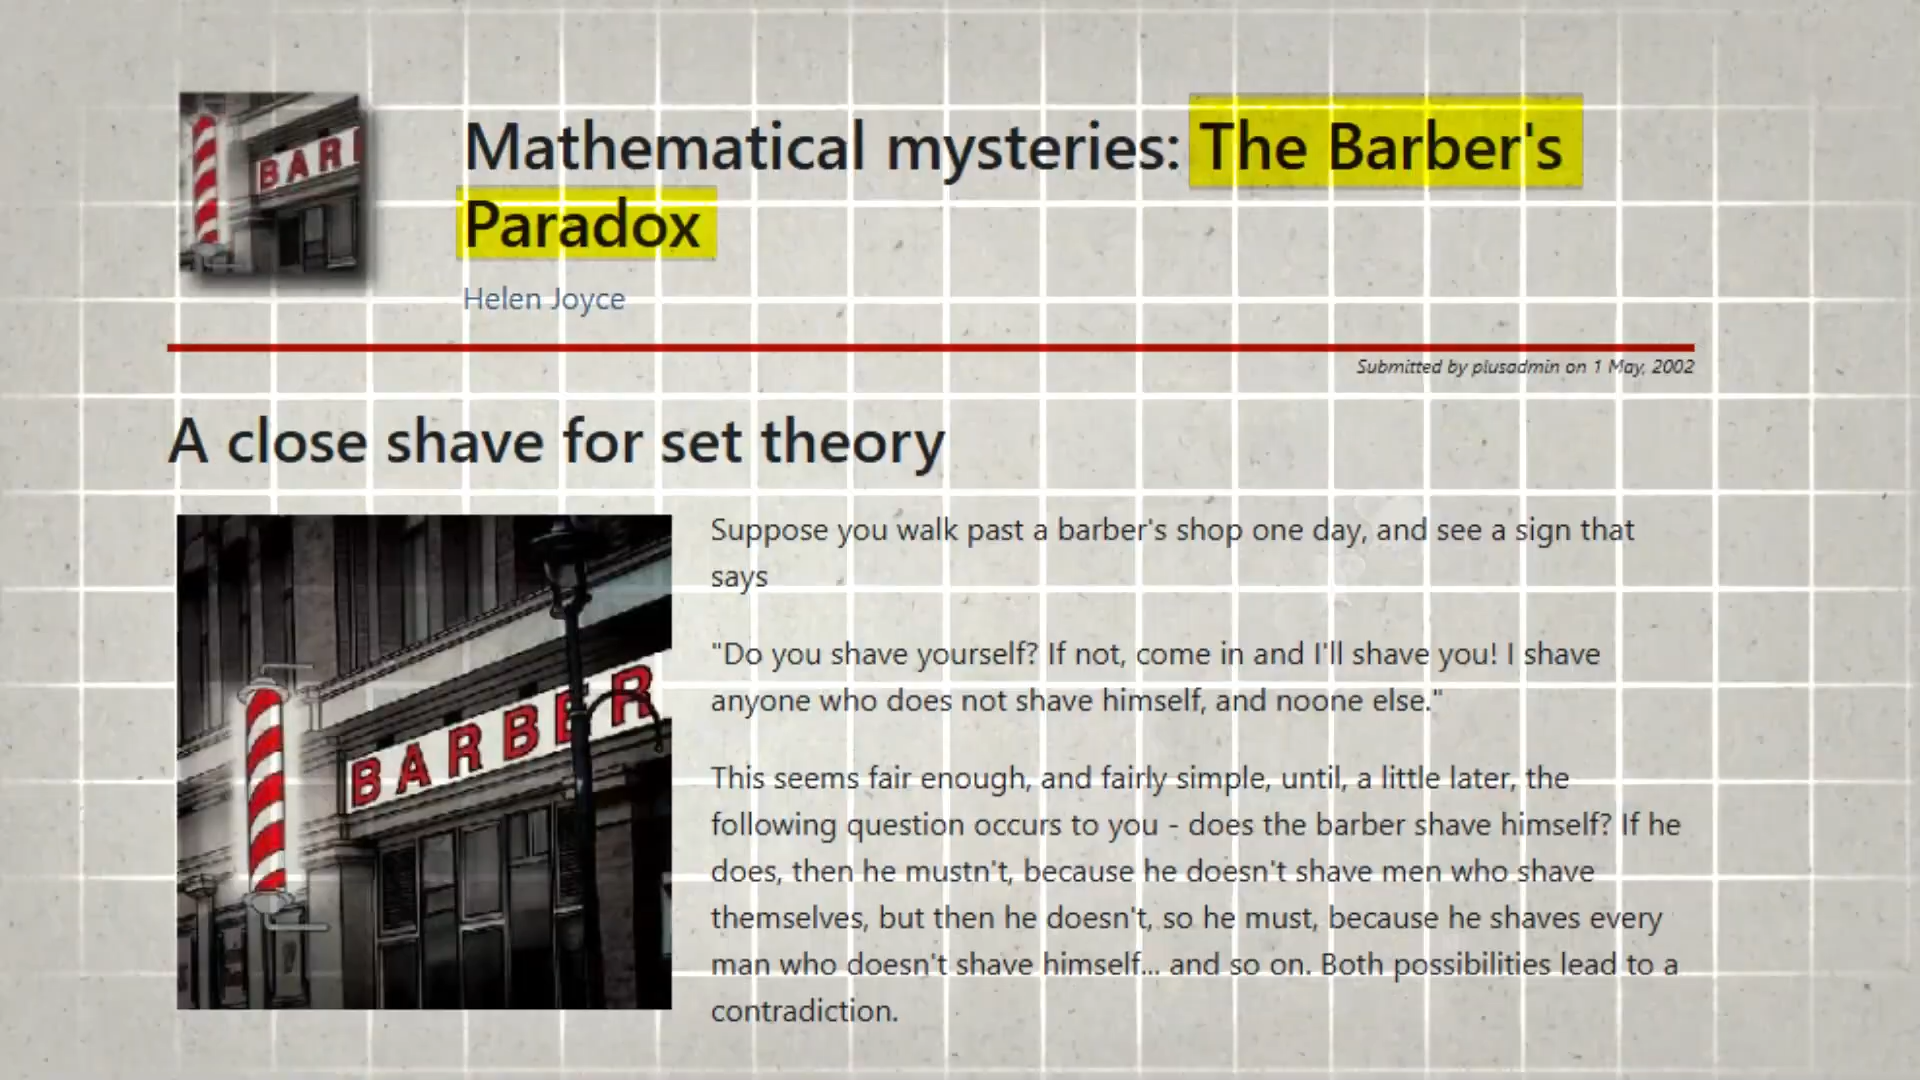 BARI
Mathematical mysteries: The Barber's
Paradox
Helen Joyce
Submitted by plusadmin on 1 May, 2002
A close shave for set theory
BARBER
Suppose you walk past a barber's shop one day, and see a sign that
says
"Do you shave yourself? If not, come in and I'll shave you! I shave
anyone who does not shave himself, and noone else."
This seems fair enough, and fairly simple, until, a little later, the
following question occurs to you - does the barber shave himself? If he
does, then he mustn't, because he doesn't shave men who shave
themselves, but then he doesn't, so he must, because he shaves every
man who doesn't shave himself... and so on. Both possibilities lead to a
contradiction.